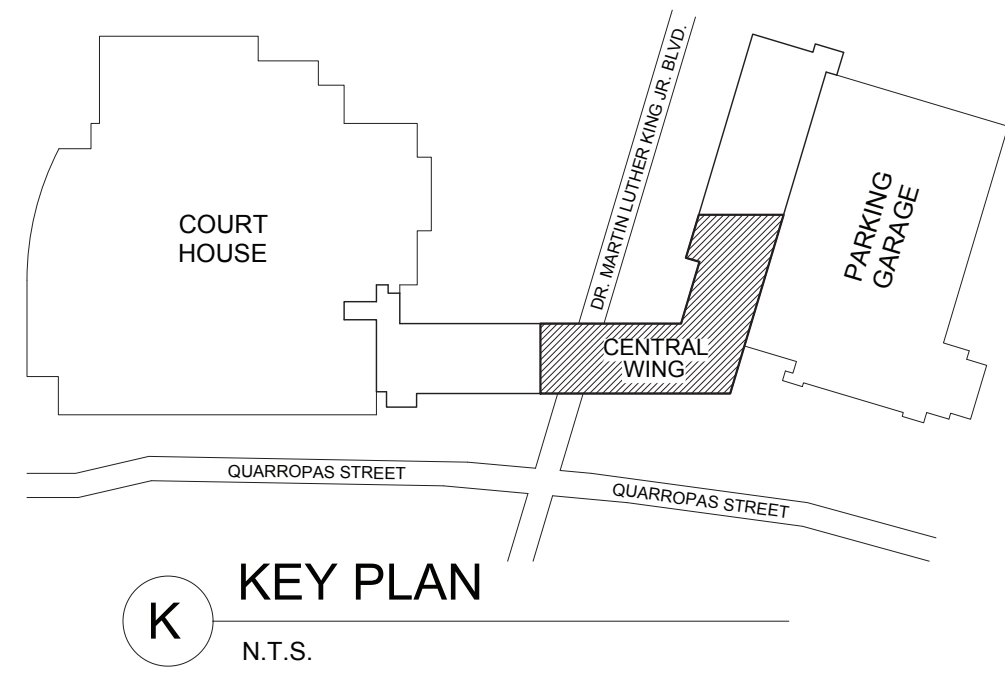 DR. MARTIN LUTHER KING JR. BLVD.
COURT
HOUSE
PARKING
GARAGE
CENTRAL
WING
QUARROPAS STREET
QUARROPAS STREET
K
KEY PLAN
N.T.S.